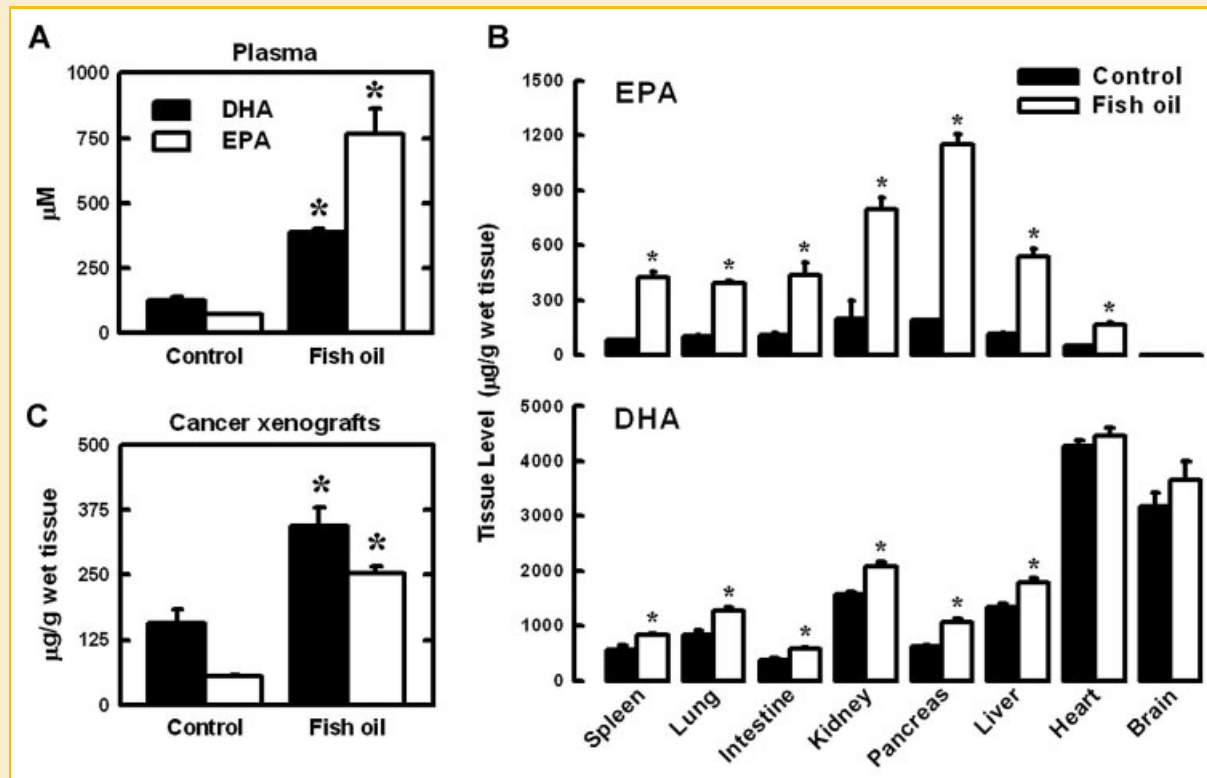 A
Plasma
1000
750
500
250
0
µM
DHA
EPA
*
*
Control
Fish oil
B
EPA
Control
Fish oil
1500
1200
900
600
300
0
*
*
*
*
*
*
*
Tissue Level (µg/g wet tissue)
DHA
5000
4000
3000
2000
1000
0
*
*
*
*
*
*
Spleen
Lung
Intestine
Kidney
Pancreas
Liver
Heart
Brain
C
Cancer xenografts
500
375
250
125
0
µg/g wet tissue
*
*
Control
Fish oil